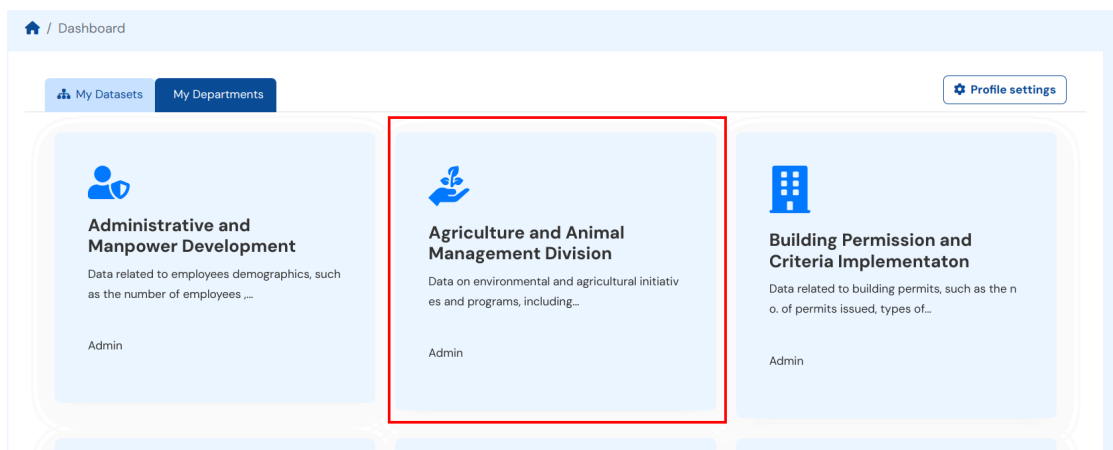 / Dashboard
My Datasets
My Departments
Profile settings
Administrative and
Manpower Development
Data related to employees demographics, such
as the number of employees ,...
Admin
Agriculture and Animal
Management Division
Data on environmental and agricultural initiativ
es and programs, including...
Admin
Building Permission and
Criteria Implementaton
Data related to building permits, such as the n
o. of permits issued, types of...
Admin